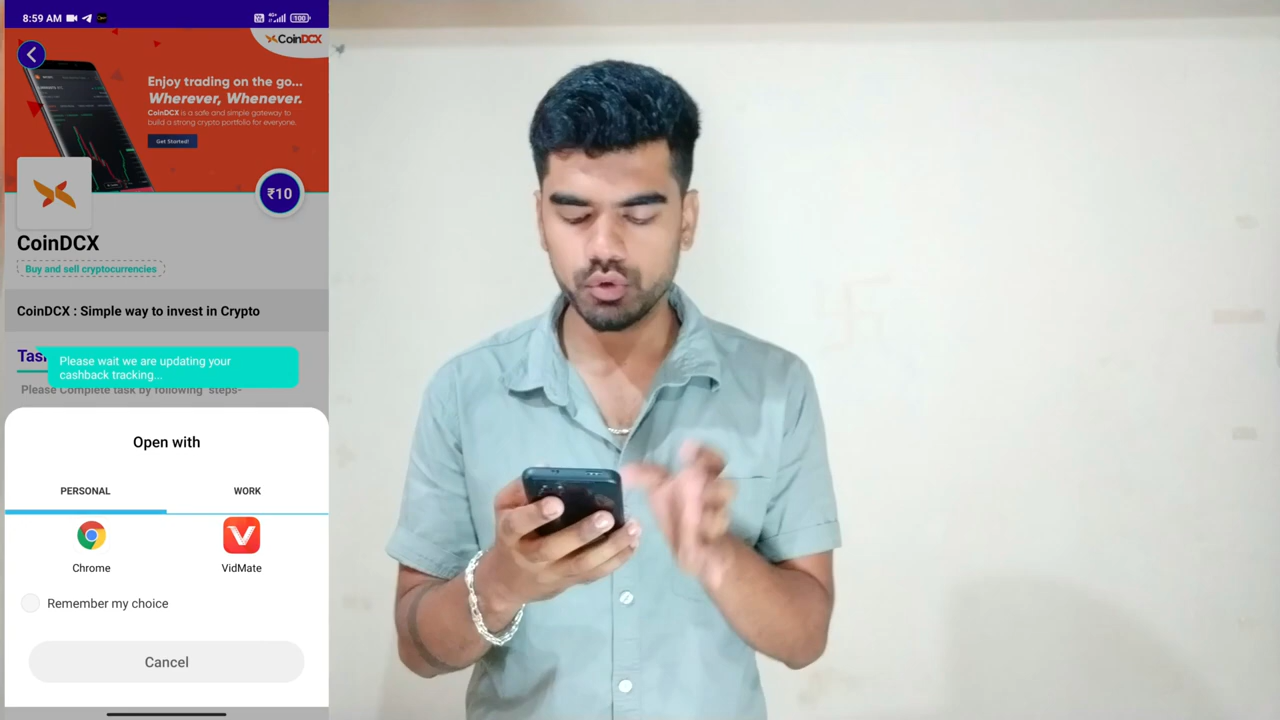 8:59 AM
4G+
100
CoinDCX
Enjoy trading on the go...
Wherever, Whenever.
CoinDCX is a safe and simple gateway to
build a strong crypto portfolio for everyone.
Get Started!
₹10
CoinDCX
Buy and sell cryptocurrencies
CoinDCX : Simple way to invest in Crypto
Tas
Please wait we are updating your
cashback tracking...
Please Complete task by following steps-
Open with
PERSONAL
WORK
Chrome
VidMate
Remember my choice
Cancel